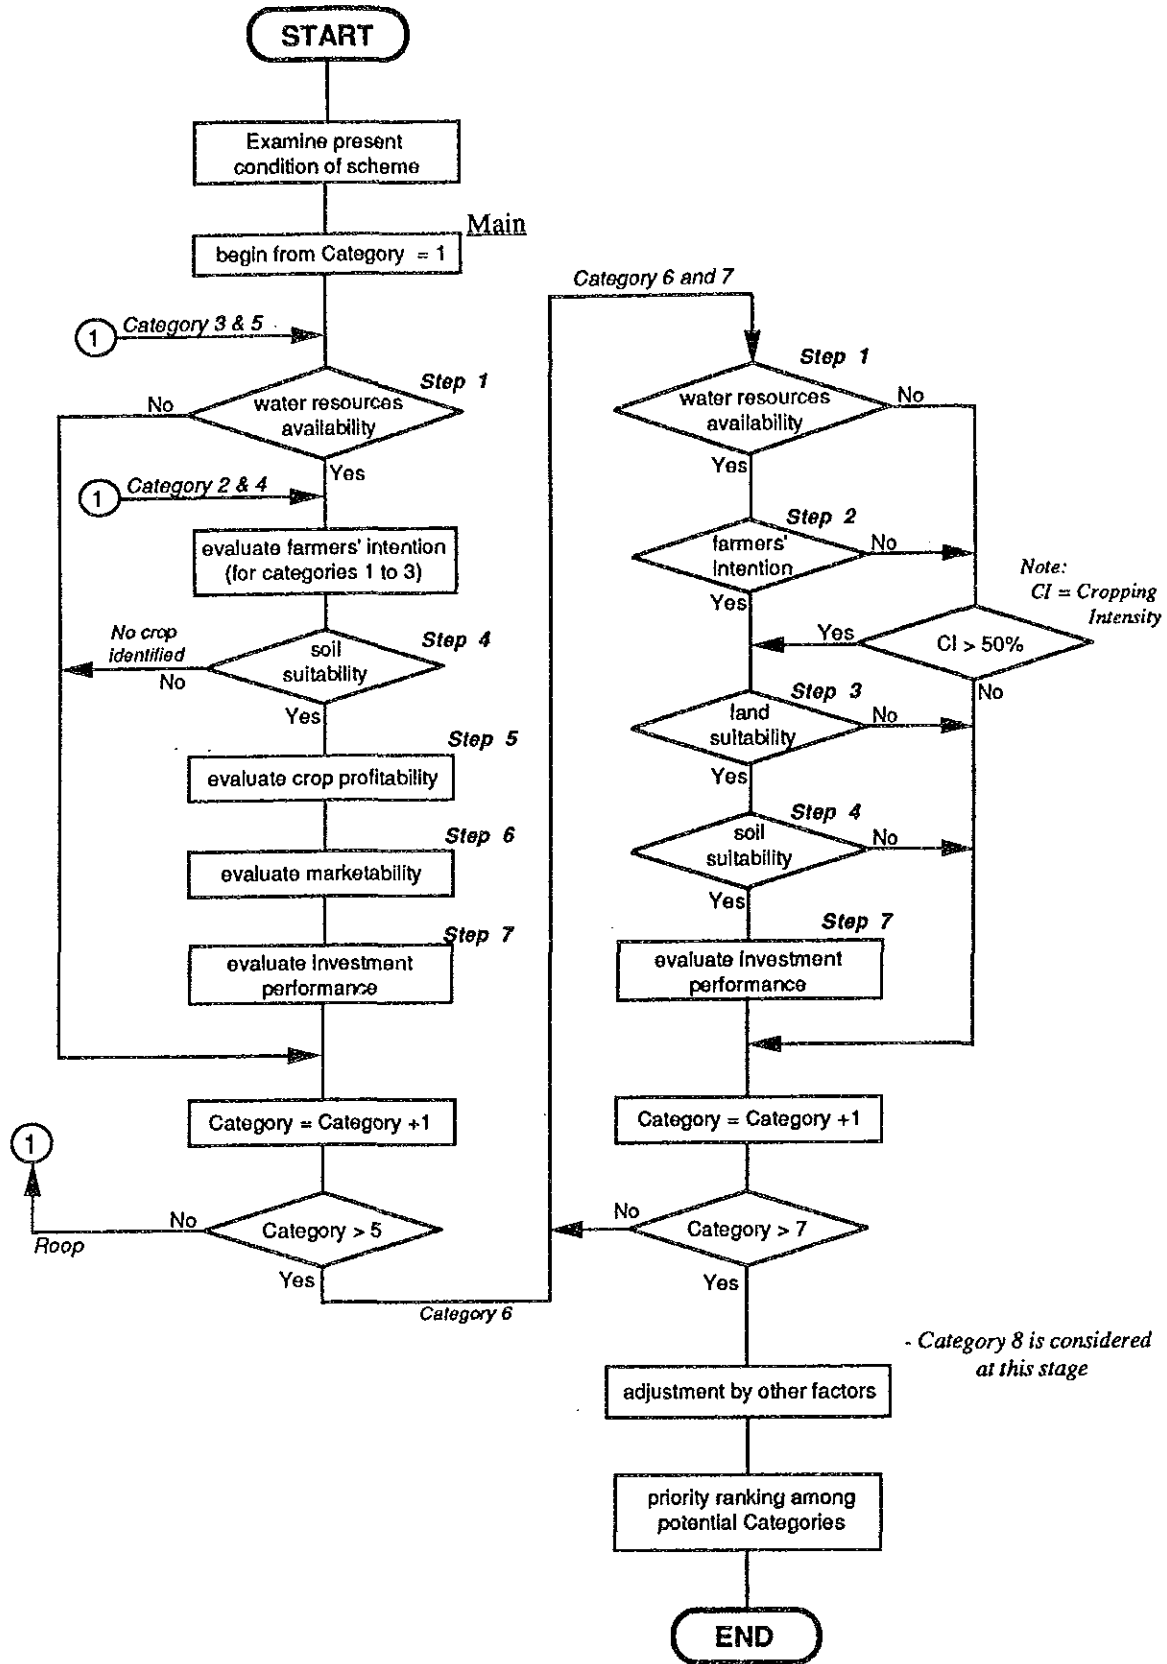 START
Examine present
condition of scheme
Main
begin from Category = 1
1
Category 3 & 5
Step 1
water resources
availability
No
Yes
1
Category 2 & 4
evaluate farmers' intention
(for categories 1 to 3)
No crop
identified
No
Step 4
soil
suitability
Yes
Step 5
evaluate crop profitability
Step 6
evaluate marketability
Step 7
evaluate investment
performance
Category = Category +1
1
No
Roop
Category > 5
Yes
Category 6
Category 6 and 7
Step 1
water resources
availability
No
Yes
Step 2
farmers'
intention
No
Yes
Note:
CI = Cropping
Intensity
Yes
CI > 50%
No
Step 3
land
sultability
No
Yes
Step 4
soil
suitability
No
Yes
Step 7
evaluate investment
performance
Category = Category +1
No
Category > 7
Yes
- Category 8 is considered
at this stage
adjustment by other factors
priority ranking among
potential Categories
END